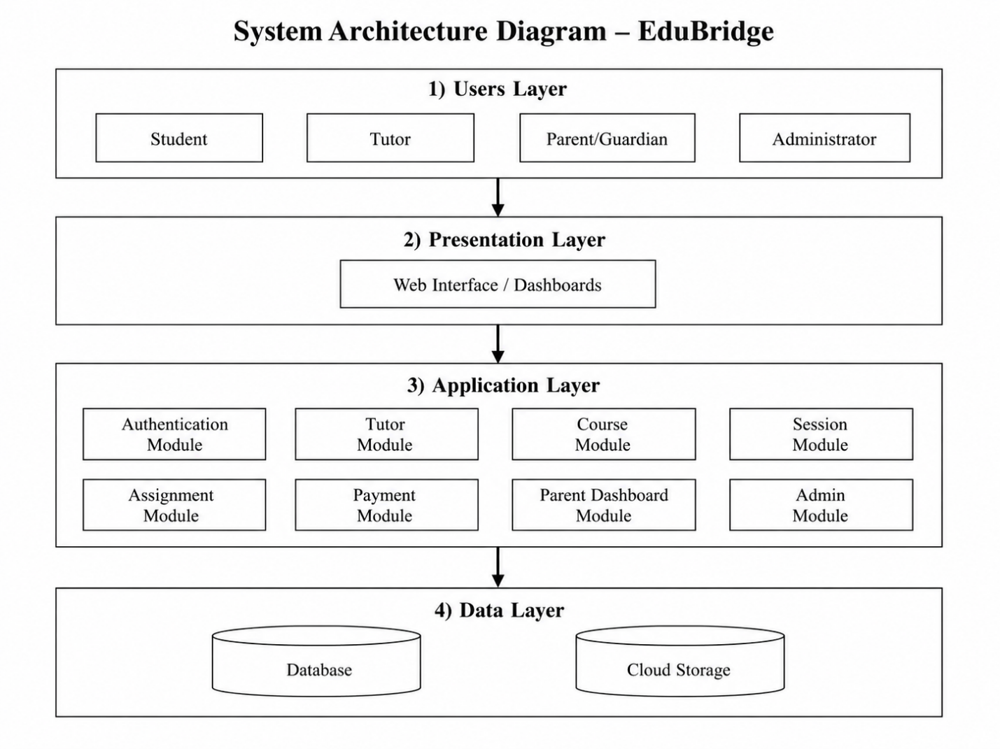 System Architecture Diagram – EduBridge
1) Users Layer
Student
Tutor
Parent/Guardian
Administrator
2) Presentation Layer
Web Interface / Dashboards
3) Application Layer
Authentication
Module
Tutor
Module
Course
Module
Session
Module
Assignment
Module
Payment
Module
Parent Dashboard
Module
Admin
Module
4) Data Layer
Database
Cloud Storage